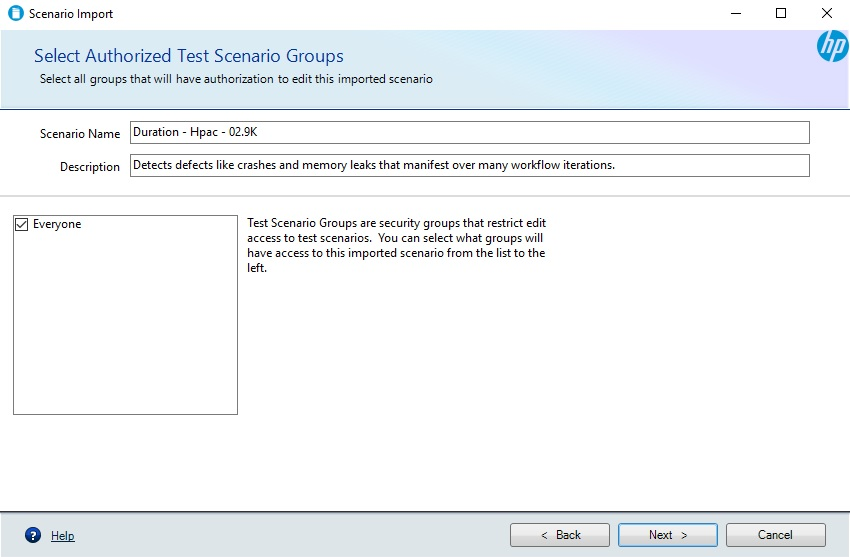 Scenario Import
hp
Select Authorized Test Scenario Groups
Select all groups that will have authorization to edit this imported scenario
Scenario Name Duration - Hpac - 02.9K
Description Detects defects like crashes and memory leaks that manifest over many workflow iterations.
Everyone
Test Scenario Groups are security groups that restrict edit
access to test scenarios. You can select what groups will
have access to this imported scenario from the list to the
left.
? Help
< Back Next > Cancel